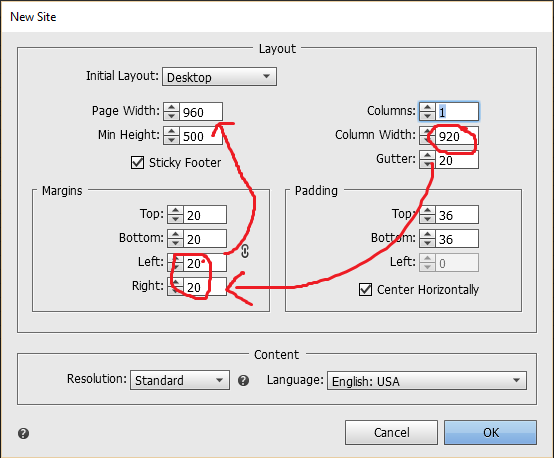 New Site
Layout
Initial Layout: Desktop
Page Width: 960
Columns: 1
Min Height: 500
Column Width: 920
Sticky Footer
Gutter: 20
Margins
Padding
Top: 20
Top: 36
Bottom: 20
Bottom: 36
Left: 20
Left: 0
Right: 20
Center Horizontally
Content
Resolution: Standard
?
Language: English: USA
?
Cancel
OK